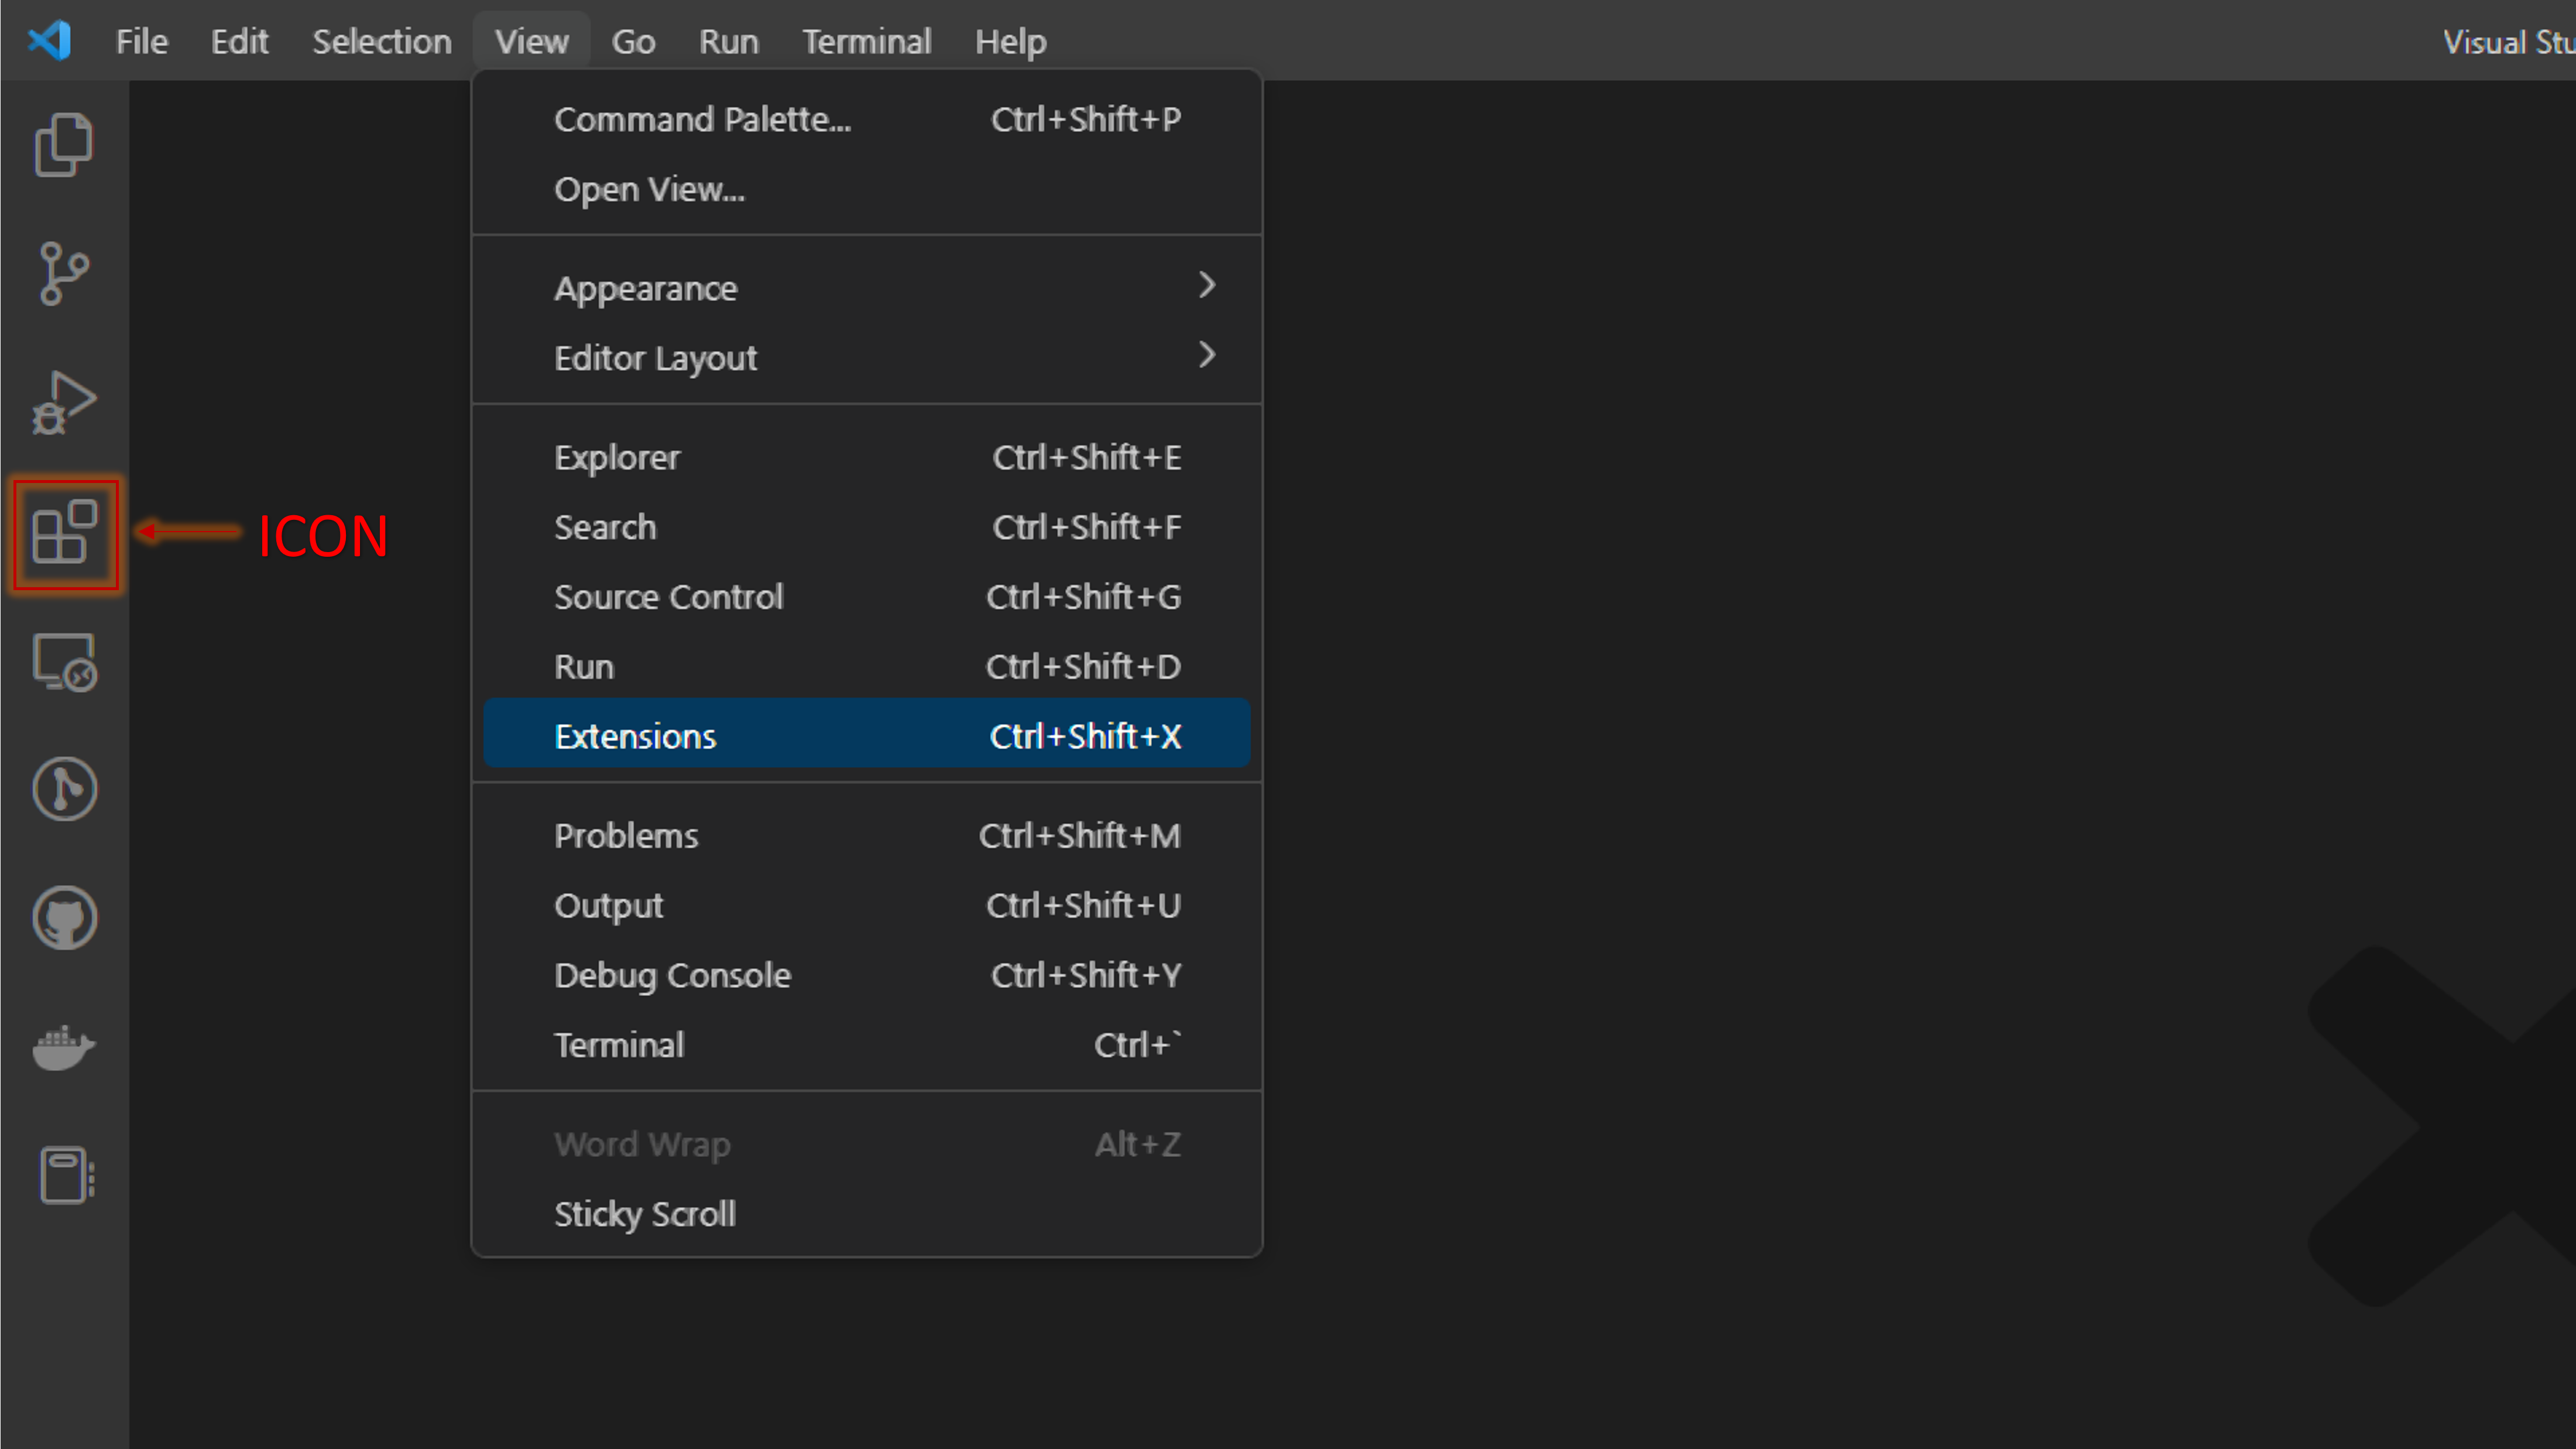 File Edit Selection View Go Run Terminal Help Visual Stu
Command Palette... Ctrl+Shift+P
Open View...
Appearance
Editor Layout
Explorer Ctrl+Shift+E
Search Ctrl+Shift+F
ICON
Source Control Ctrl+Shift+G
Run Ctrl+Shift+D
Extensions Ctrl+Shift+X
Problems Ctrl+Shift+M
Output Ctrl+Shift+U
Debug Console Ctrl+Shift+Y
Terminal Ctrl+`
Word Wrap Alt+Z
Sticky Scroll